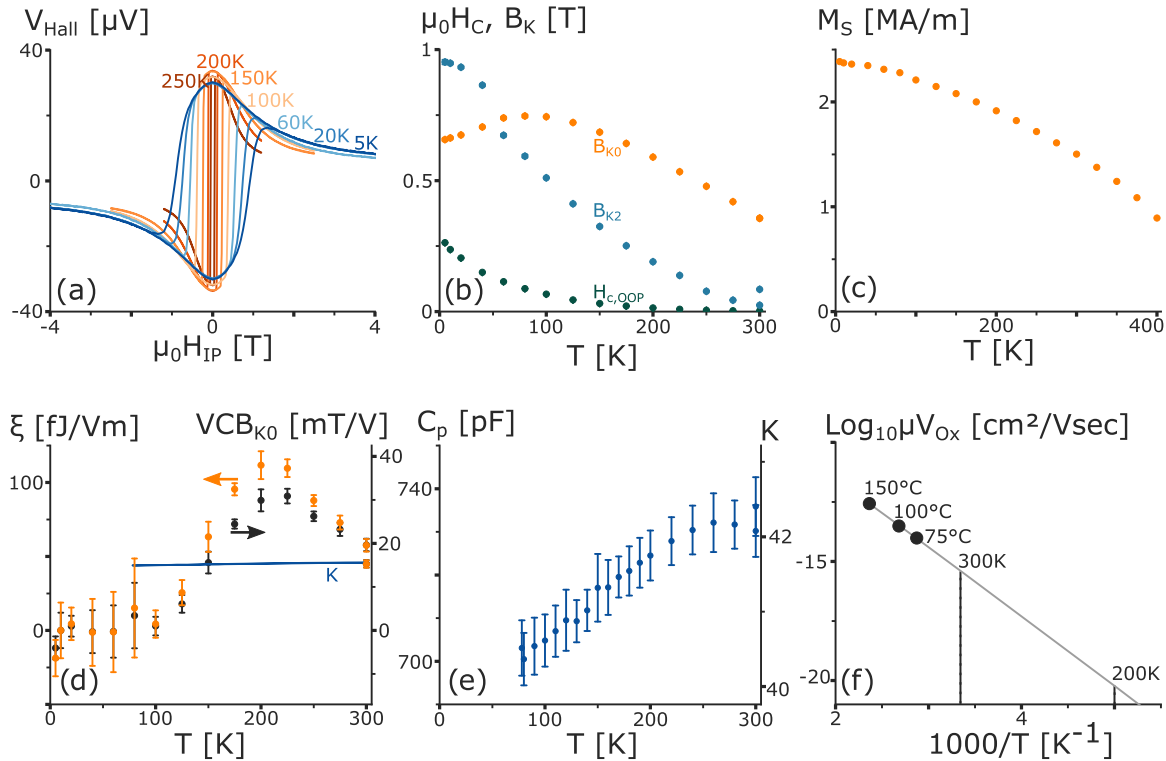 V_Hall [µV]
40
0
-40
-4
0
4
µ₀H_IP [T]
200K
250K
150K
100K
60K
20K
5K
(a)
µ₀H_C, B_K [T]
1
0.5
0
0
100
200
300
T [K]
B_K0
B_K2
H_c,OOP
(b)
M_S [MA/m]
2
1
0
0
200
400
T [K]
(c)
ξ [fJ/Vm]
VCB_K0 [mT/V]
100
0
40
20
0
K
0
100
200
300
T [K]
(d)
C_p [pF]
K
740
700
42
40
0
100
200
300
T [K]
(e)
Log₁₀µV_Ox [cm²/Vsec]
-11
-15
-20
150°C
100°C
75°C
300K
200K
2
4
1000/T [K⁻¹]
(f)